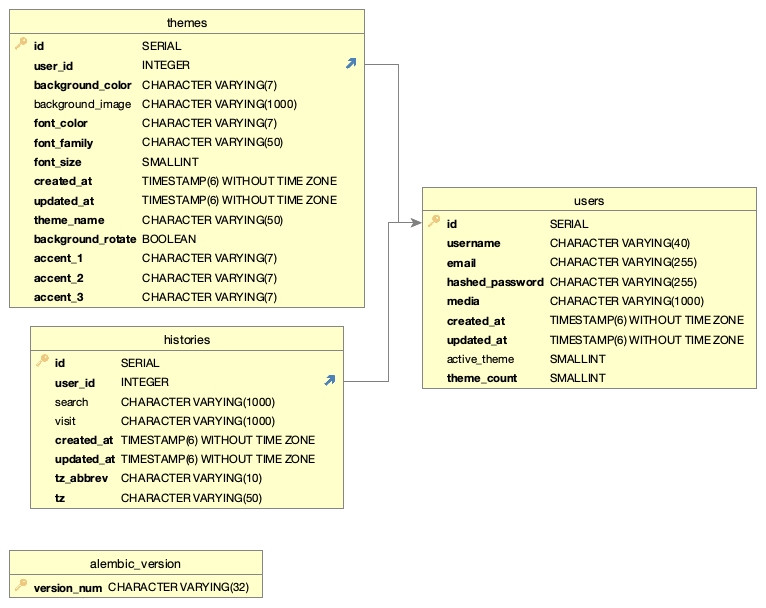 themes
id SERIAL
user_id INTEGER
background_color CHARACTER VARYING(7)
background_image CHARACTER VARYING(1000)
font_color CHARACTER VARYING(7)
font_family CHARACTER VARYING(50)
font_size SMALLINT
created_at TIMESTAMP(6) WITHOUT TIME ZONE
updated_at TIMESTAMP(6) WITHOUT TIME ZONE
theme_name CHARACTER VARYING(50)
background_rotate BOOLEAN
accent_1 CHARACTER VARYING(7)
accent_2 CHARACTER VARYING(7)
accent_3 CHARACTER VARYING(7)
users
id SERIAL
username CHARACTER VARYING(40)
email CHARACTER VARYING(255)
hashed_password CHARACTER VARYING(255)
media CHARACTER VARYING(1000)
created_at TIMESTAMP(6) WITHOUT TIME ZONE
updated_at TIMESTAMP(6) WITHOUT TIME ZONE
active_theme SMALLINT
theme_count SMALLINT
histories
id SERIAL
user_id INTEGER
search CHARACTER VARYING(1000)
visit CHARACTER VARYING(1000)
created_at TIMESTAMP(6) WITHOUT TIME ZONE
updated_at TIMESTAMP(6) WITHOUT TIME ZONE
tz_abbrev CHARACTER VARYING(10)
tz CHARACTER VARYING(50)
alembic_version
version_num CHARACTER VARYING(32)